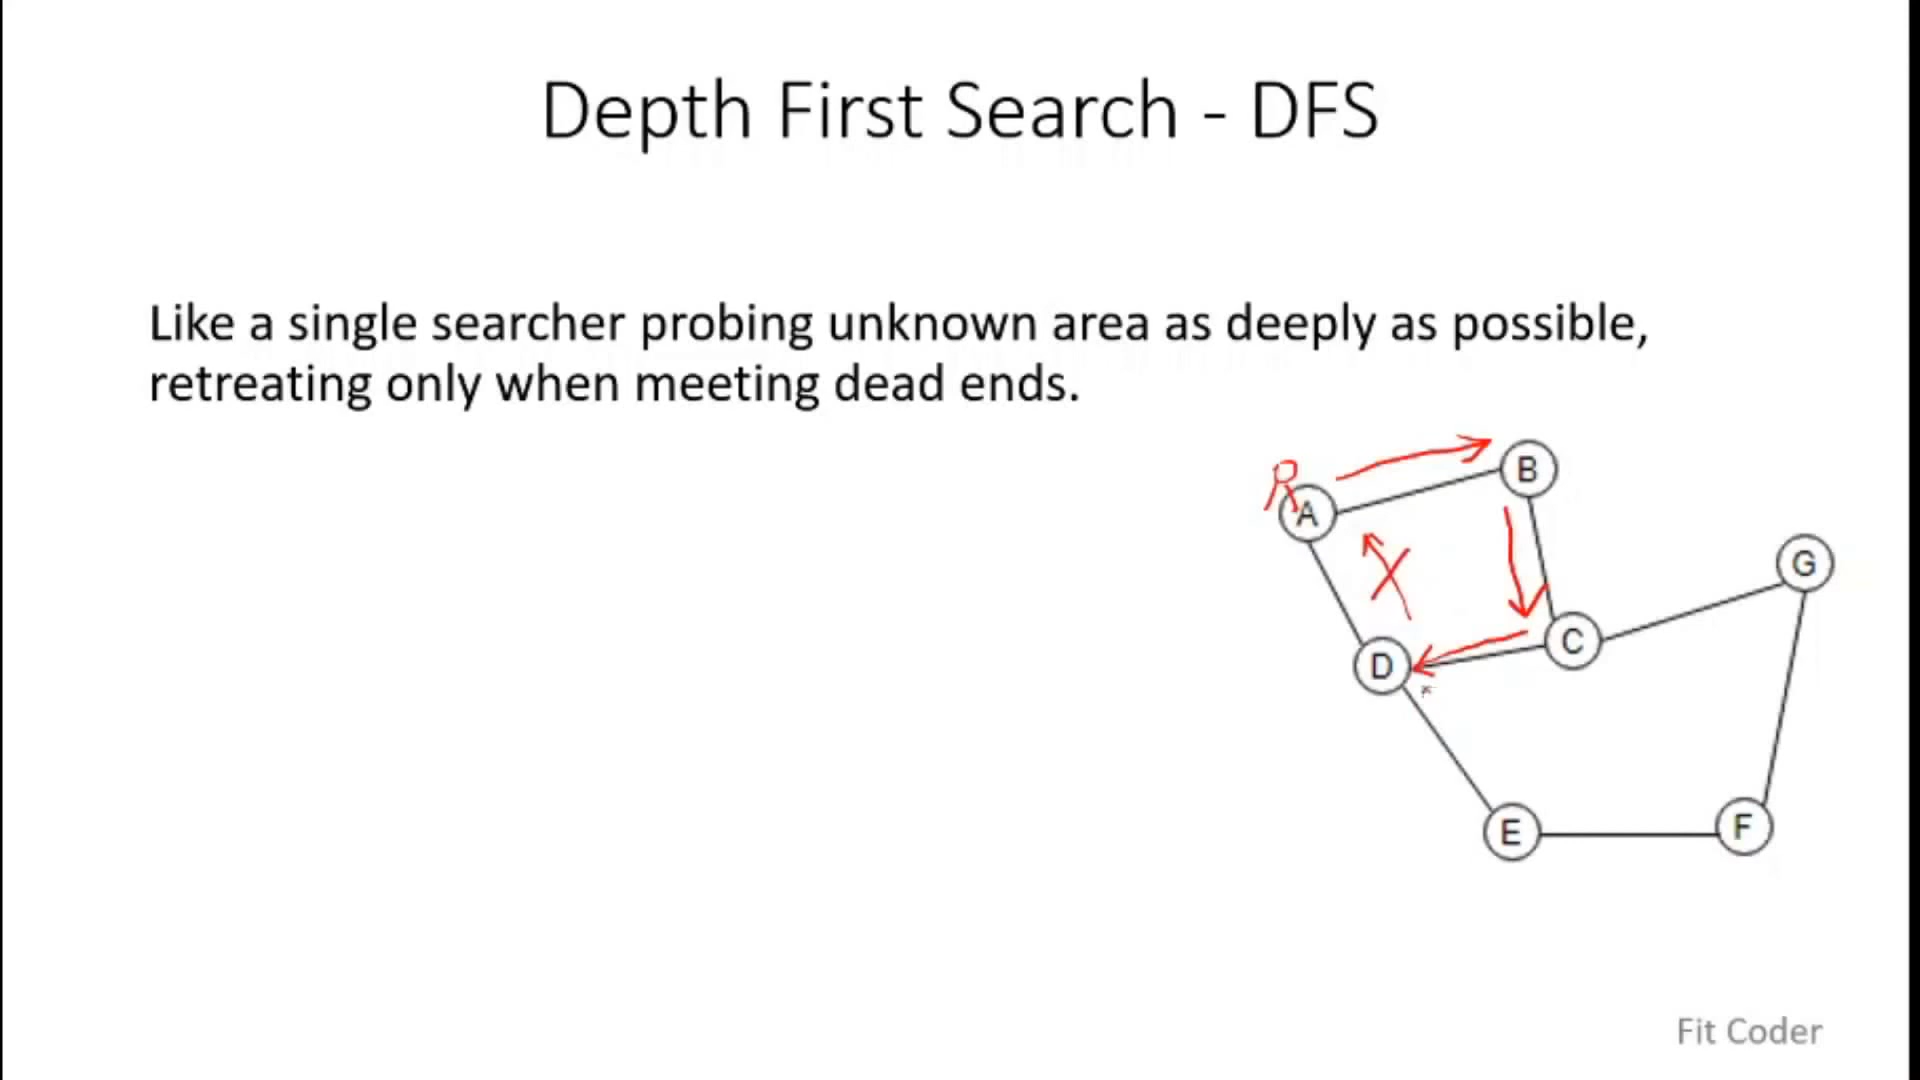 Depth First Search - DFS
Like a single searcher probing unknown area as deeply as possible,
retreating only when meeting dead ends.
B
R
A
G
C
D
E
F
Fit Coder